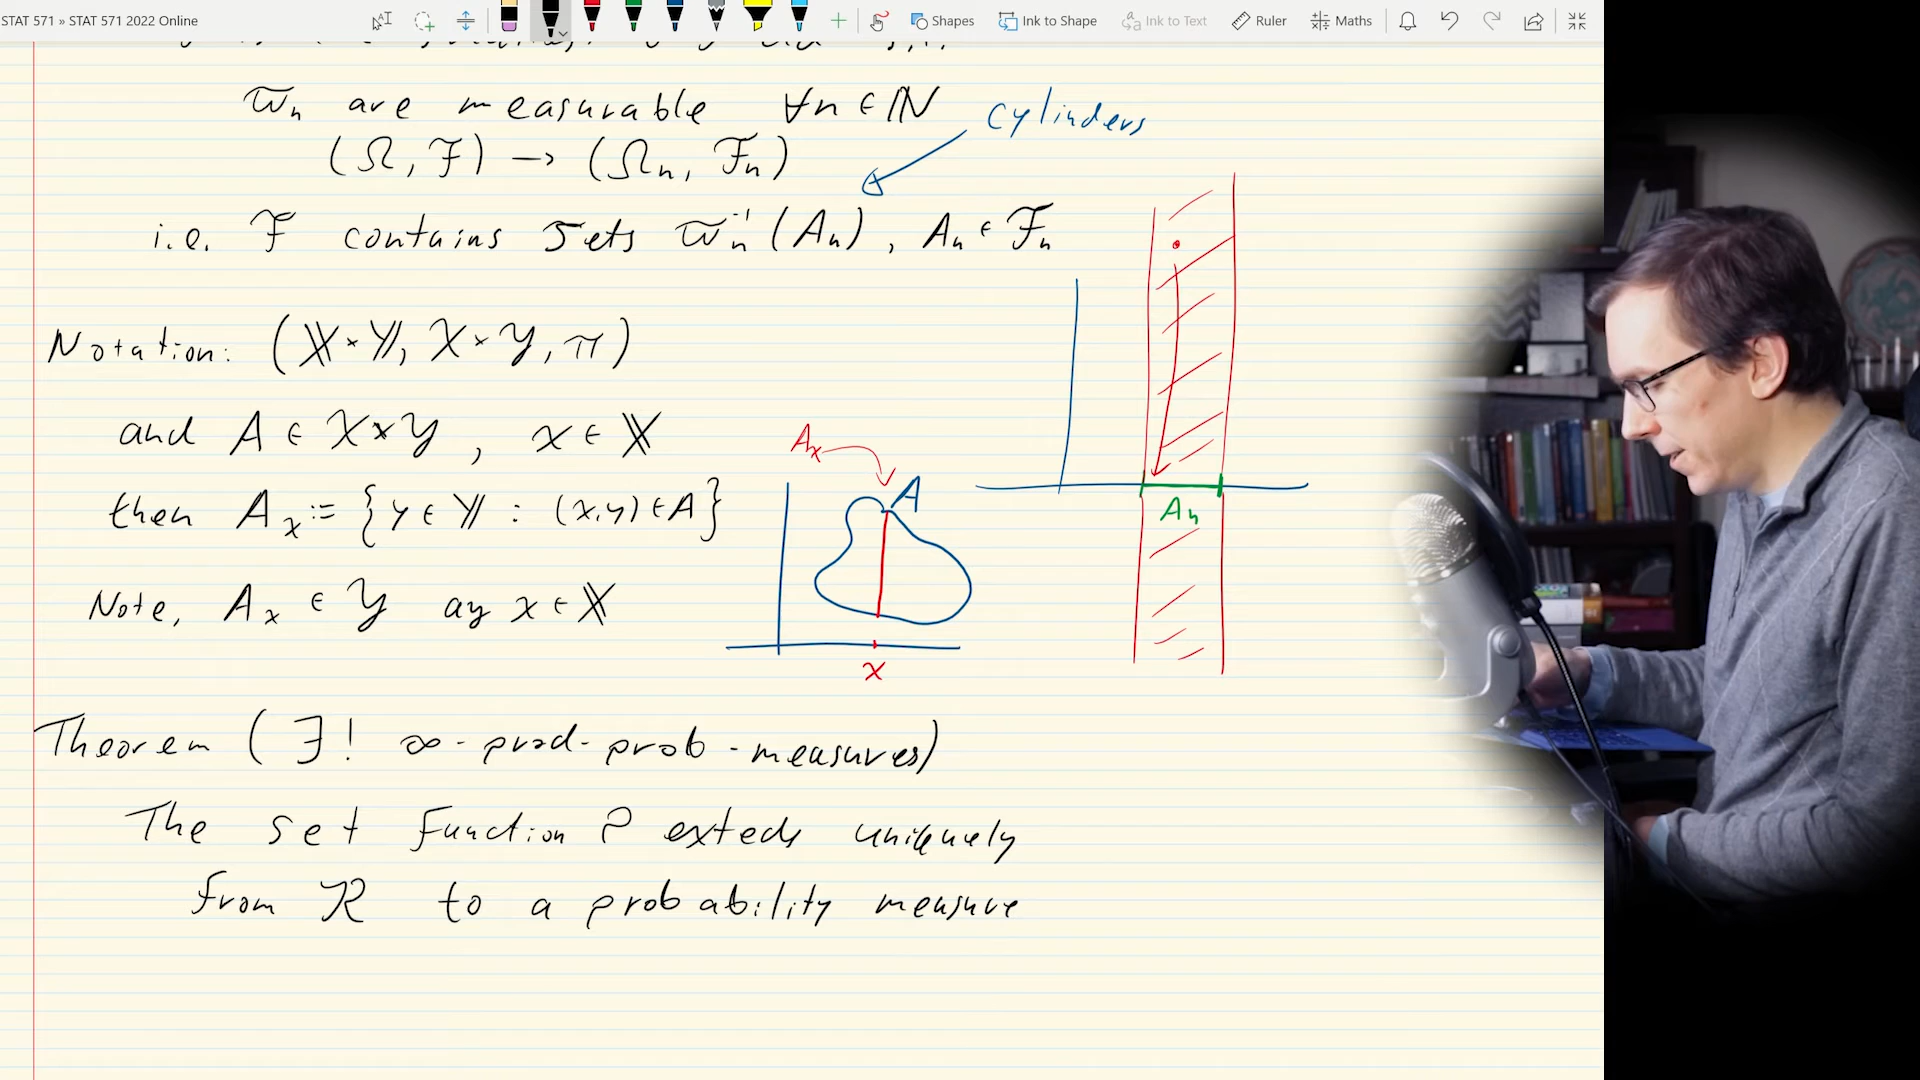 STAT 571 » STAT 571 2022 Online
Shapes
Ink to Shape
Ink to Text
Ruler
Maths
ϖₙ are measurable ∀n ∈ ℕ
cylinders
(Ω, ℱ) → (Ωₙ, ℱₙ)
i.e. ℱ contains sets ϖₙ⁻¹(Aₙ), Aₙ ∈ ℱₙ
Notation: (𝕏×𝕐, 𝒳×𝒴, π)
and A ∈ 𝒳×𝒴, x ∈ 𝕏
Aₓ
A
then Aₓ := {y ∈ 𝕐 : (x,y) ∈ A}
Aₙ
Note, Aₓ ∈ 𝒴 ay x ∈ 𝕏
x
Theorem (∃! ∞-prod-prob-measures)
The set function P exteds uniquely
from ℛ to a probability measure